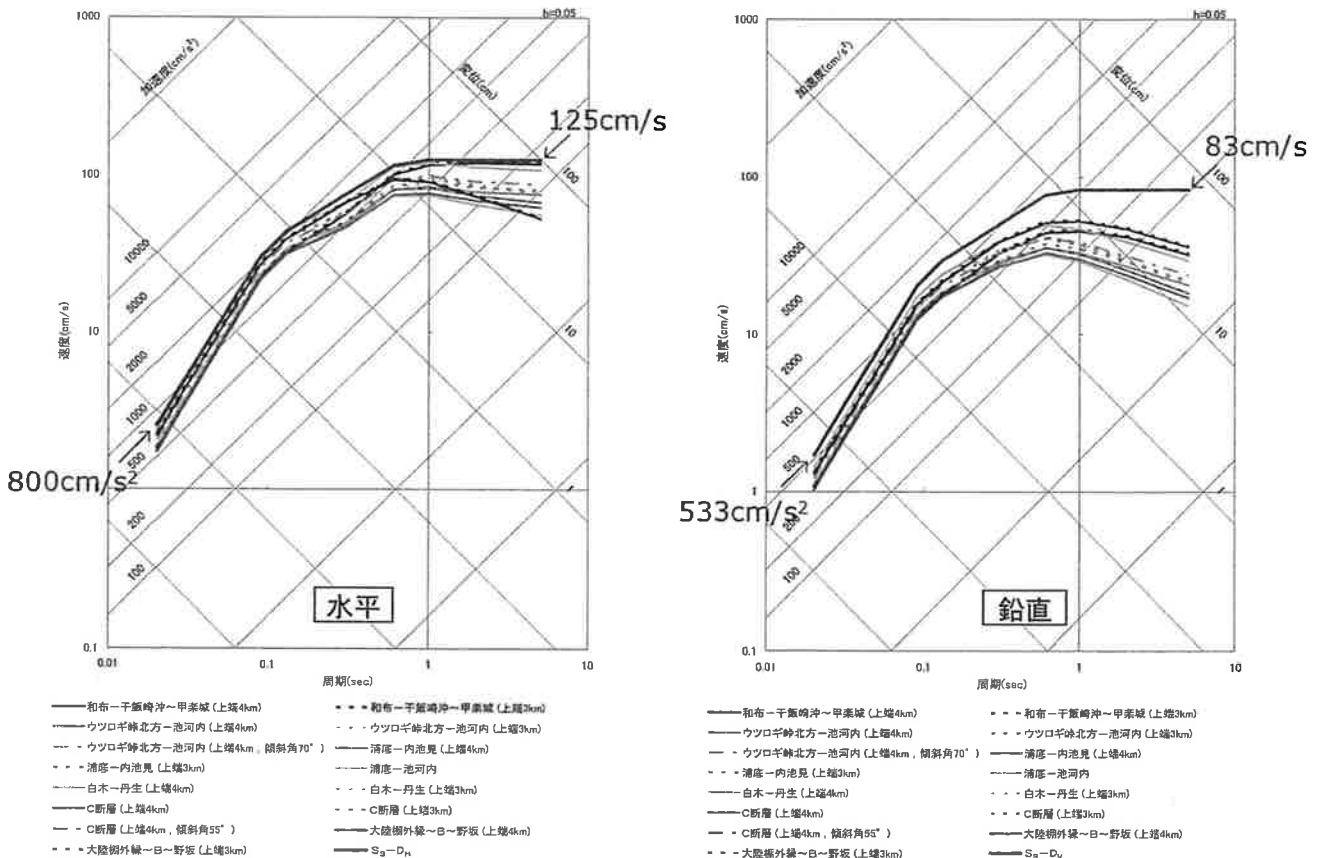 1000
h=0.05
加速度(cm/s²)
変位(cm)
125cm/s
100
100
10000
5000
10
速度(cm/s)
10
2000
1000
500
800cm/s²
1
200
100
水平
0.1
0.01
0.1
1
10
周期(sec)
和布－干飯崎沖～甲楽城(上端4km)
和布－干飯崎沖～甲楽城(上端3km)
ウツロギ峠北方－池河内(上端4km)
ウツロギ峠北方－池河内(上端3km)
ウツロギ峠北方－池河内(上端4km，傾斜角70°)
浦底－内池見(上端4km)
浦底－内池見(上端3km)
浦底－池河内
白木－丹生(上端4km)
白木－丹生(上端3km)
C断層(上端4km)
C断層(上端3km)
C断層(上端4km，傾斜角55°)
大陸棚外縁～B～野坂(上端4km)
大陸棚外縁～B～野坂(上端3km)
Ss－DH
1000
h=0.05
加速度(cm/s²)
変位(cm)
83cm/s
100
100
10000
5000
10
速度(cm/s)
10
2000
1000
500
1
533cm/s²
200
100
鉛直
0.1
0.01
0.1
1
10
周期(sec)
和布－干飯崎沖～甲楽城(上端4km)
和布－干飯崎沖～甲楽城(上端3km)
ウツロギ峠北方－池河内(上端4km)
ウツロギ峠北方－池河内(上端3km)
ウツロギ峠北方－池河内(上端4km，傾斜角70°)
浦底－内池見(上端4km)
浦底－内池見(上端3km)
浦底－池河内
白木－丹生(上端4km)
白木－丹生(上端3km)
C断層(上端4km)
C断層(上端3km)
C断層(上端4km，傾斜角55°)
大陸棚外縁～B～野坂(上端4km)
大陸棚外縁～B～野坂(上端3km)
Ss－DV